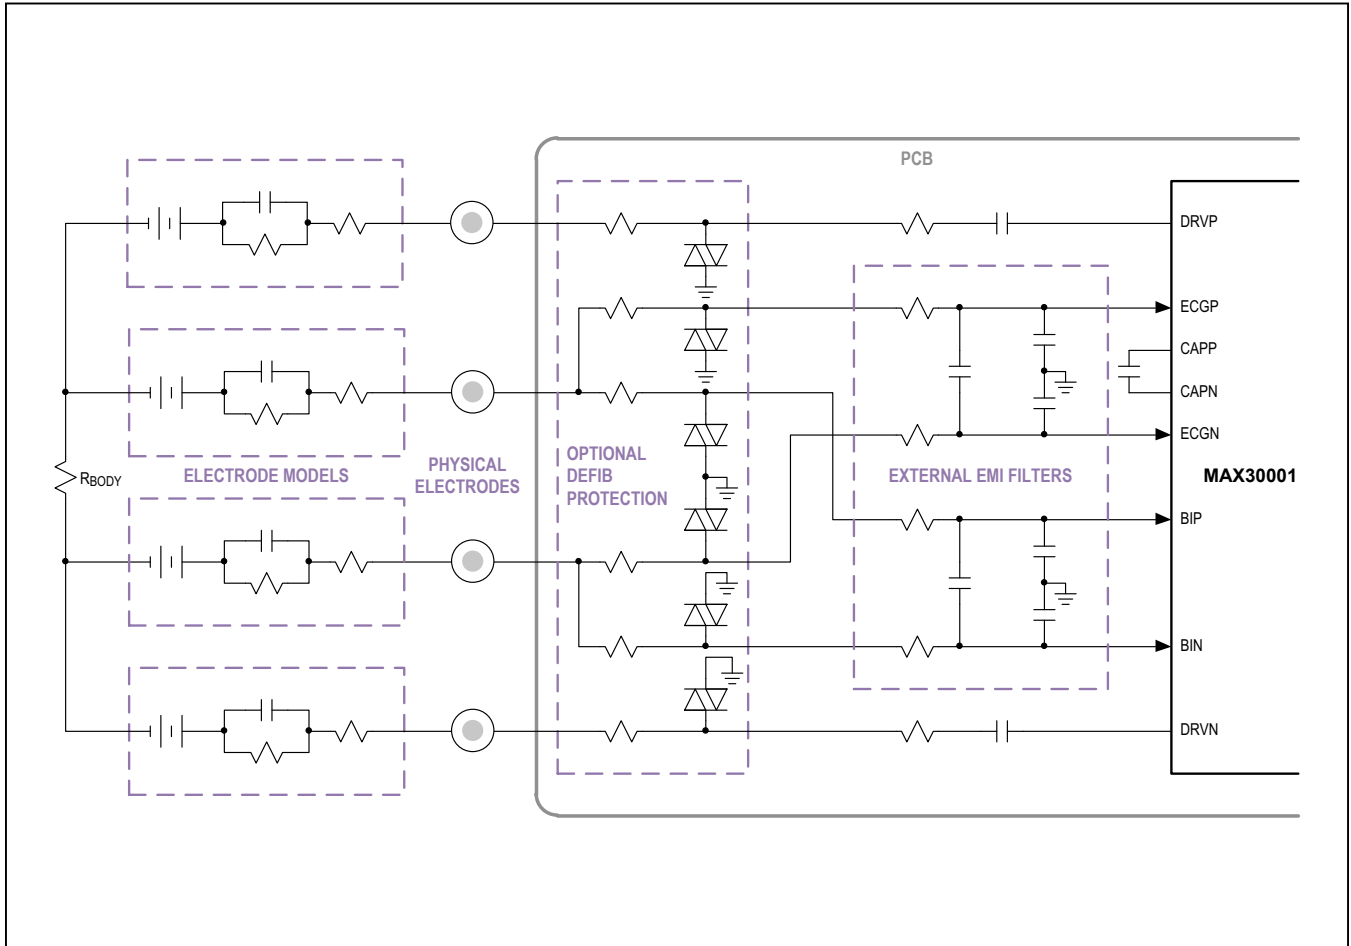 PCB
DRVP
ECGP
CAPP
CAPN
ECGN
RBODY
ELECTRODE MODELS
PHYSICAL
ELECTRODES
OPTIONAL
DEFIB
PROTECTION
EXTERNAL EMI FILTERS
MAX30001
BIP
BIN
DRVN